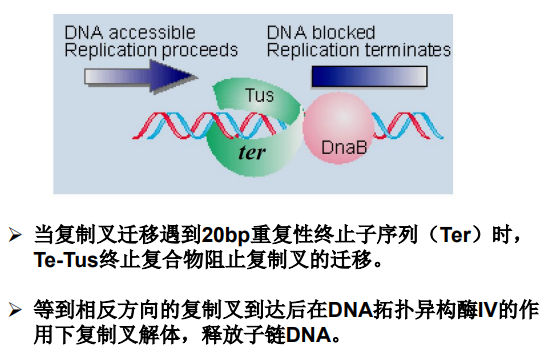 DNA accessible
Replication proceeds
DNA blocked
Replication terminates
Tus
ter
DnaB
➢ 当复制叉迁移遇到20bp重复性终止子序列（Ter）时，
Te-Tus终止复合物阻止复制叉的迁移。
➢ 等到相反方向的复制叉到达后在DNA拓扑异构酶IV的作
用下复制叉解体，释放子链DNA。